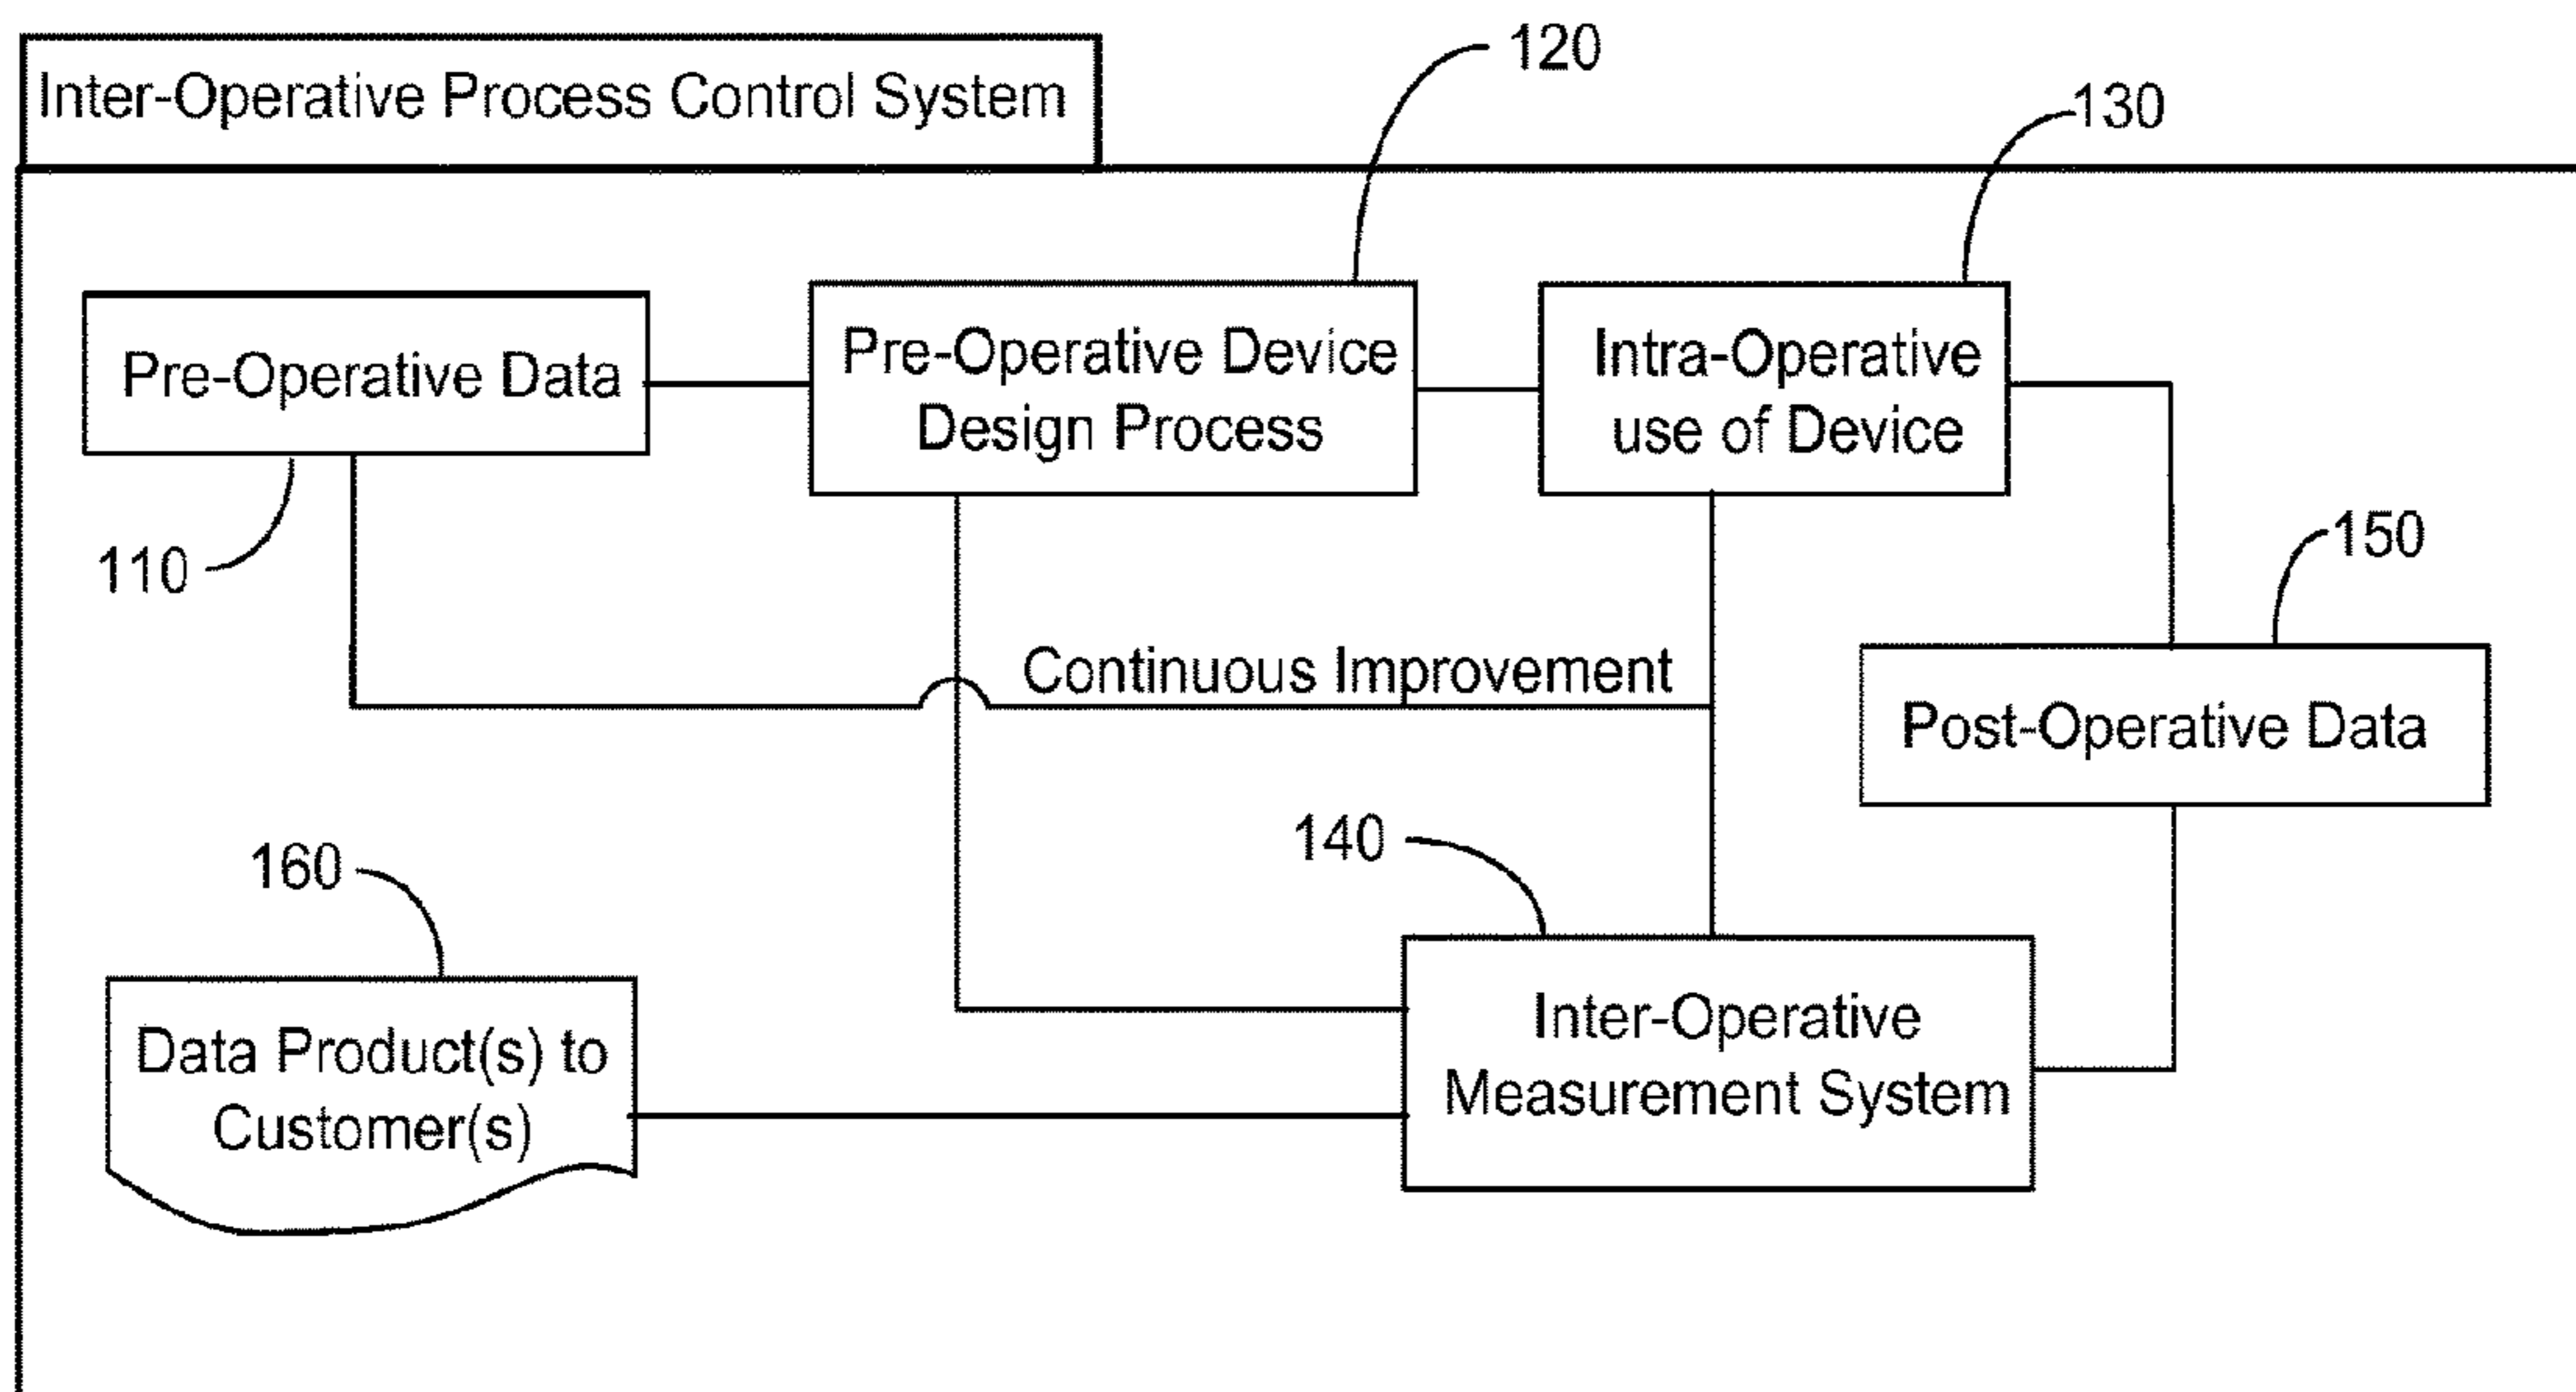 Inter-Operative Process Control System
120
130
Pre-Operative Data
Pre-Operative Device
Design Process
Intra-Operative
use of Device
110
150
Continuous Improvement
Post-Operative Data
140
160
Data Product(s) to
Customer(s)
Inter-Operative
Measurement System